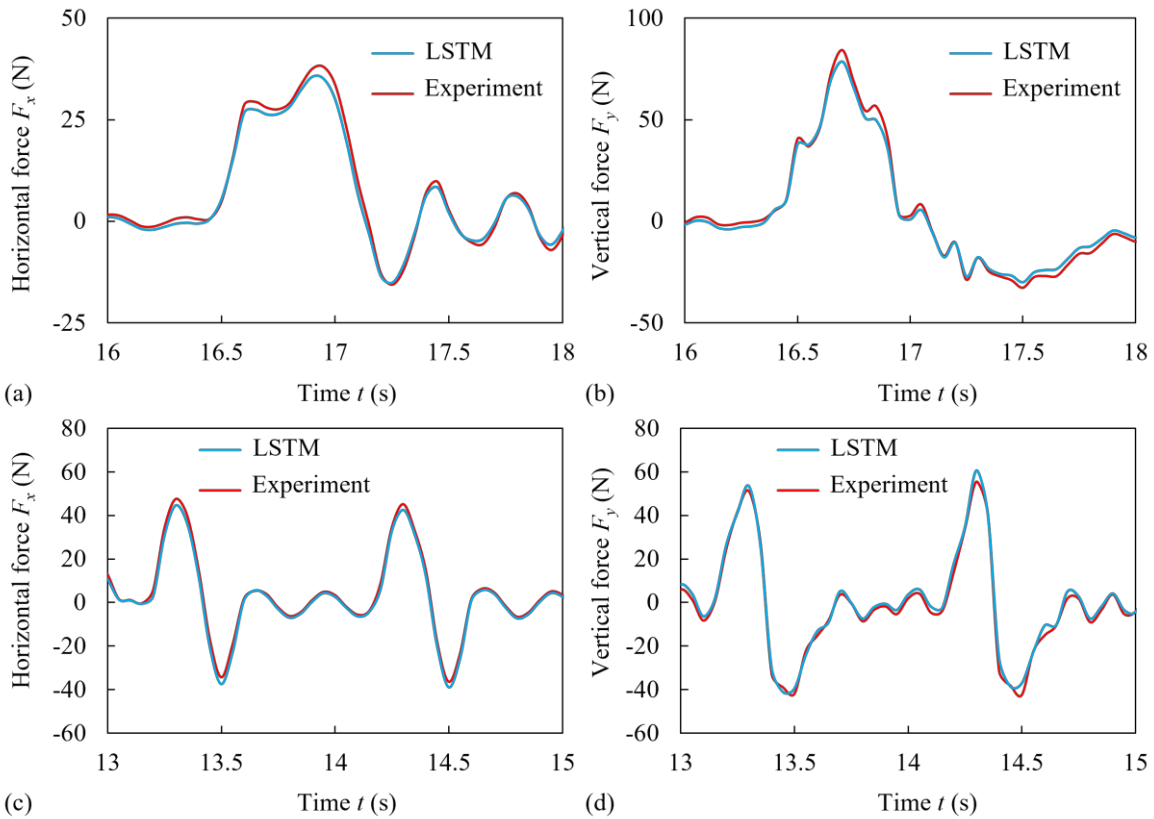 Horizontal force Fx (N)
50
25
0
-25
LSTM
Experiment
16
16.5
17
17.5
18
(a)
Time t (s)
Vertical force Fy (N)
100
50
0
-50
LSTM
Experiment
16
16.5
17
17.5
18
(b)
Time t (s)
Horizontal force Fx (N)
80
60
40
20
0
-20
-40
-60
LSTM
Experiment
13
13.5
14
14.5
15
(c)
Time t (s)
Vertical force Fy (N)
80
60
40
20
0
-20
-40
-60
LSTM
Experiment
13
13.5
14
14.5
15
(d)
Time t (s)